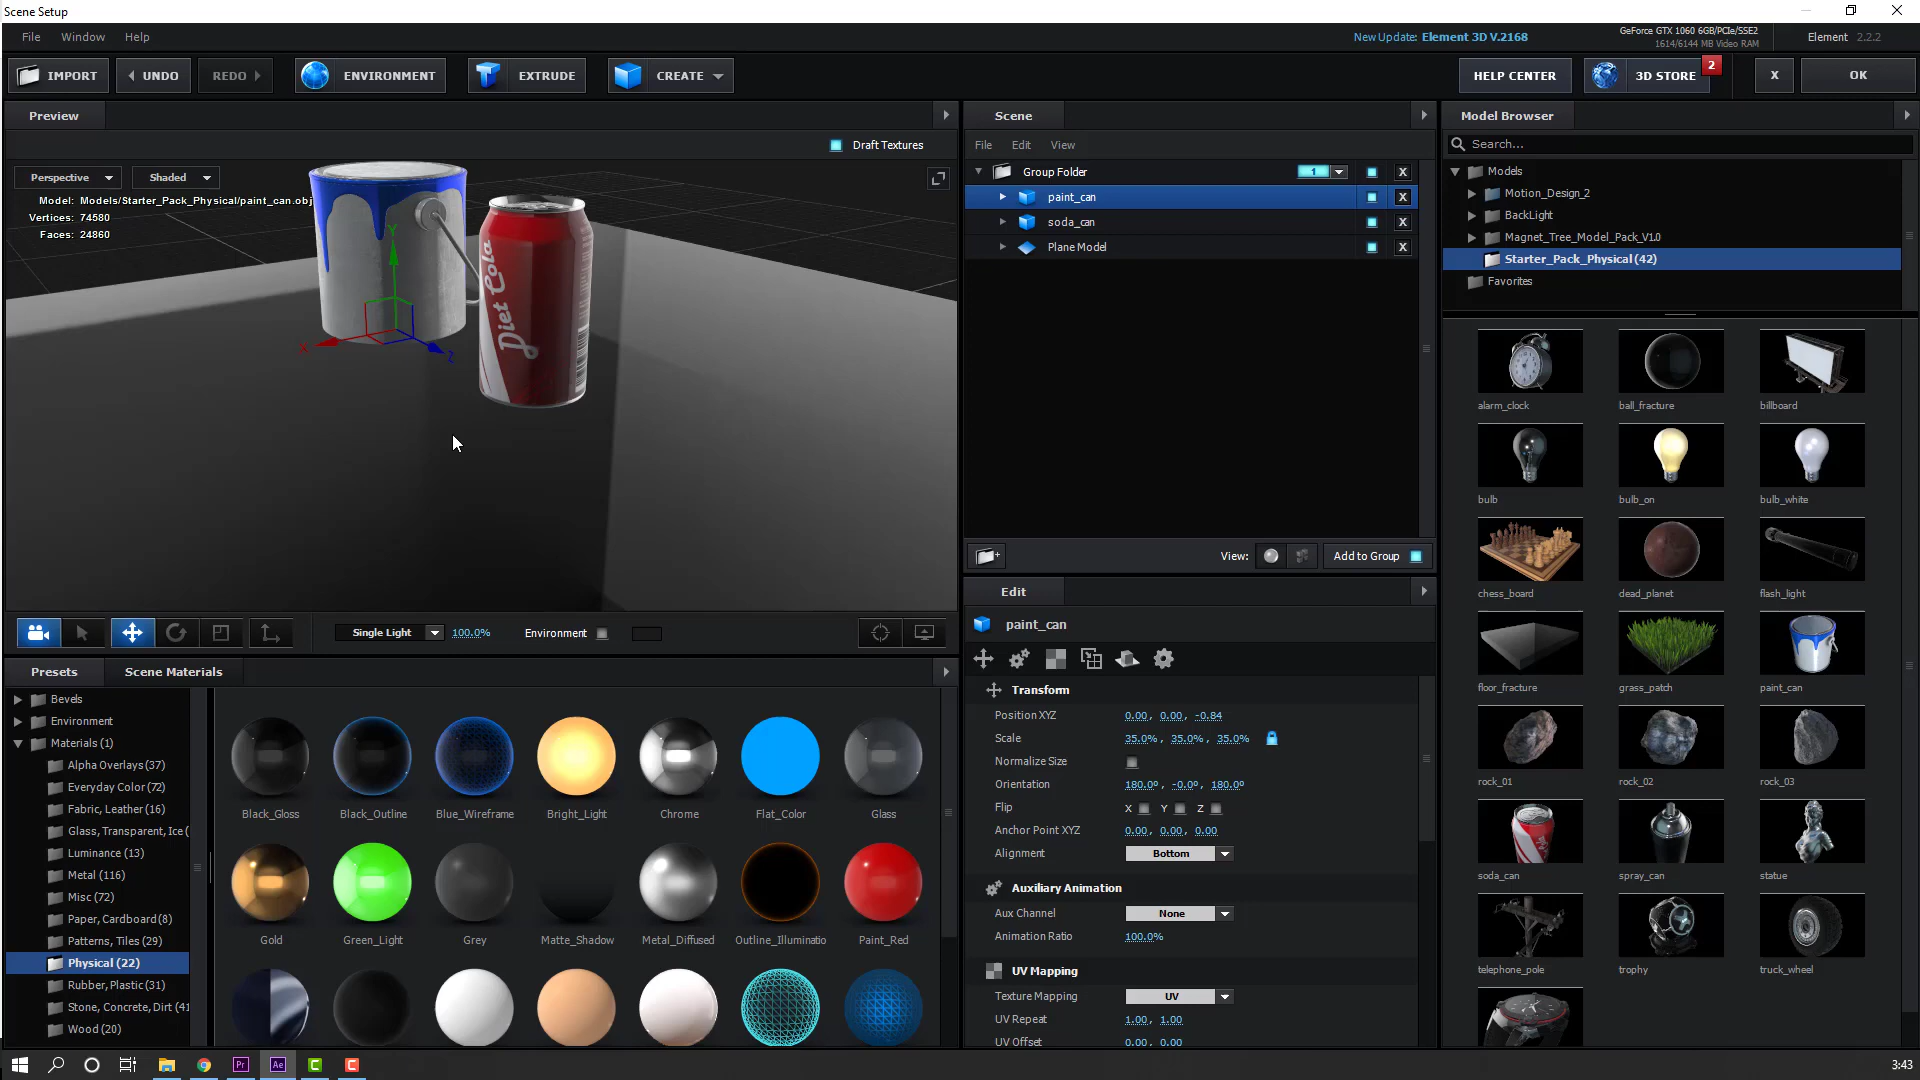 Scene Setup
File Window Help
New Update: Element 3D V.2168
GeForce GTX 1060 6GB/PCIe/SSE2
1614/6144 MB Video RAM
Element 2.2.2
IMPORT UNDO REDO ENVIRONMENT EXTRUDE CREATE HELP CENTER 3D STORE 2 X OK
Preview
Draft Textures
Perspective Shaded
Model: Models/Starter_Pack_Physical/paint_can.obj
Vertices: 74580
Faces: 24860
Diet Cola
Y
X
Z
Single Light 100.0% Environment
Scene
File Edit View
Group Folder 1 X
paint_can X
soda_can X
Plane Model X
View: Add to Group
Edit
paint_can
Transform
Position XYZ 0.00, 0.00, -0.84
Scale 35.0%, 35.0%, 35.0%
Normalize Size
Orientation 180.0°, -0.0°, 180.0°
Flip X Y Z
Anchor Point XYZ 0.00, 0.00, 0.00
Alignment Bottom
Auxiliary Animation
Aux Channel None
Animation Ratio 100.0%
UV Mapping
Texture Mapping UV
UV Repeat 1.00, 1.00
UV Offset 0.00, 0.00
Model Browser
Search...
Models
Motion_Design_2
BackLight
Magnet_Tree_Model_Pack_V1.0
Starter_Pack_Physical (42)
Favorites
alarm_clock ball_fracture billboard
bulb bulb_on bulb_white
chess_board dead_planet flash_light
floor_fracture grass_patch paint_can
rock_01 rock_02 rock_03
soda_can spray_can statue
telephone_pole trophy truck_wheel
Presets Scene Materials
Bevels
Environment
Materials (1)
Alpha Overlays (37)
Everyday Color (72)
Fabric, Leather (16)
Glass, Transparent, Ice (
Luminance (13)
Metal (116)
Misc (72)
Paper, Cardboard (8)
Patterns, Tiles (29)
Physical (22)
Rubber, Plastic (31)
Stone, Concrete, Dirt (41
Wood (20)
Black_Gloss Black_Outline Blue_Wireframe Bright_Light Chrome Flat_Color Glass
Gold Green_Light Grey Matte_Shadow Metal_Diffused Outline_Illuminatio Paint_Red
Pr Ae C C 3:43